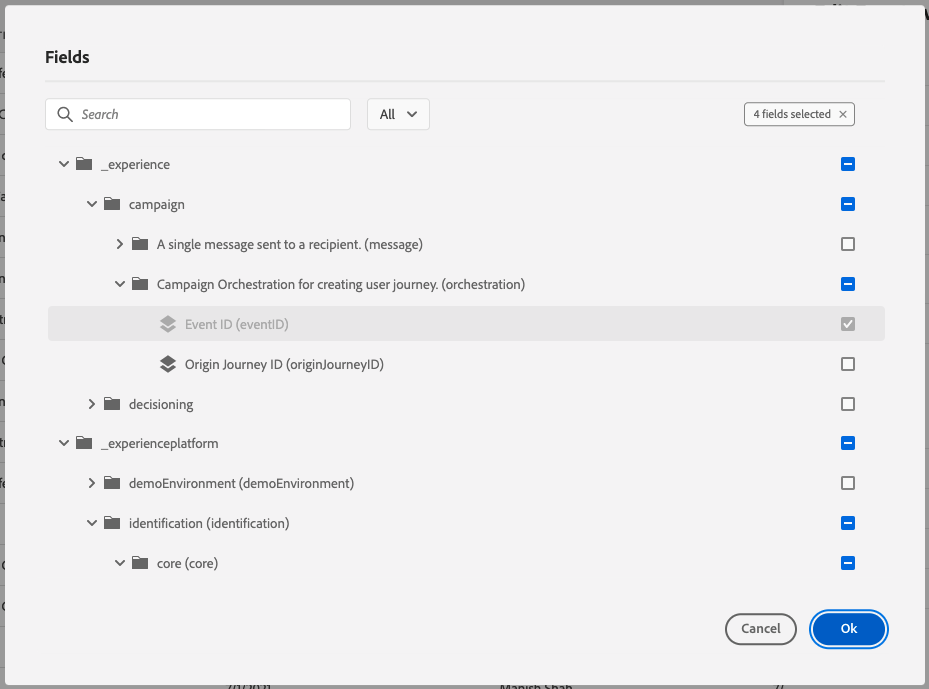 Fields
Search
All
4 fields selected
_experience
campaign
A single message sent to a recipient. (message)
Campaign Orchestration for creating user journey. (orchestration)
Event ID (eventID)
Origin Journey ID (originJourneyID)
decisioning
_experienceplatform
demoEnvironment (demoEnvironment)
identification (identification)
core (core)
Cancel
Ok